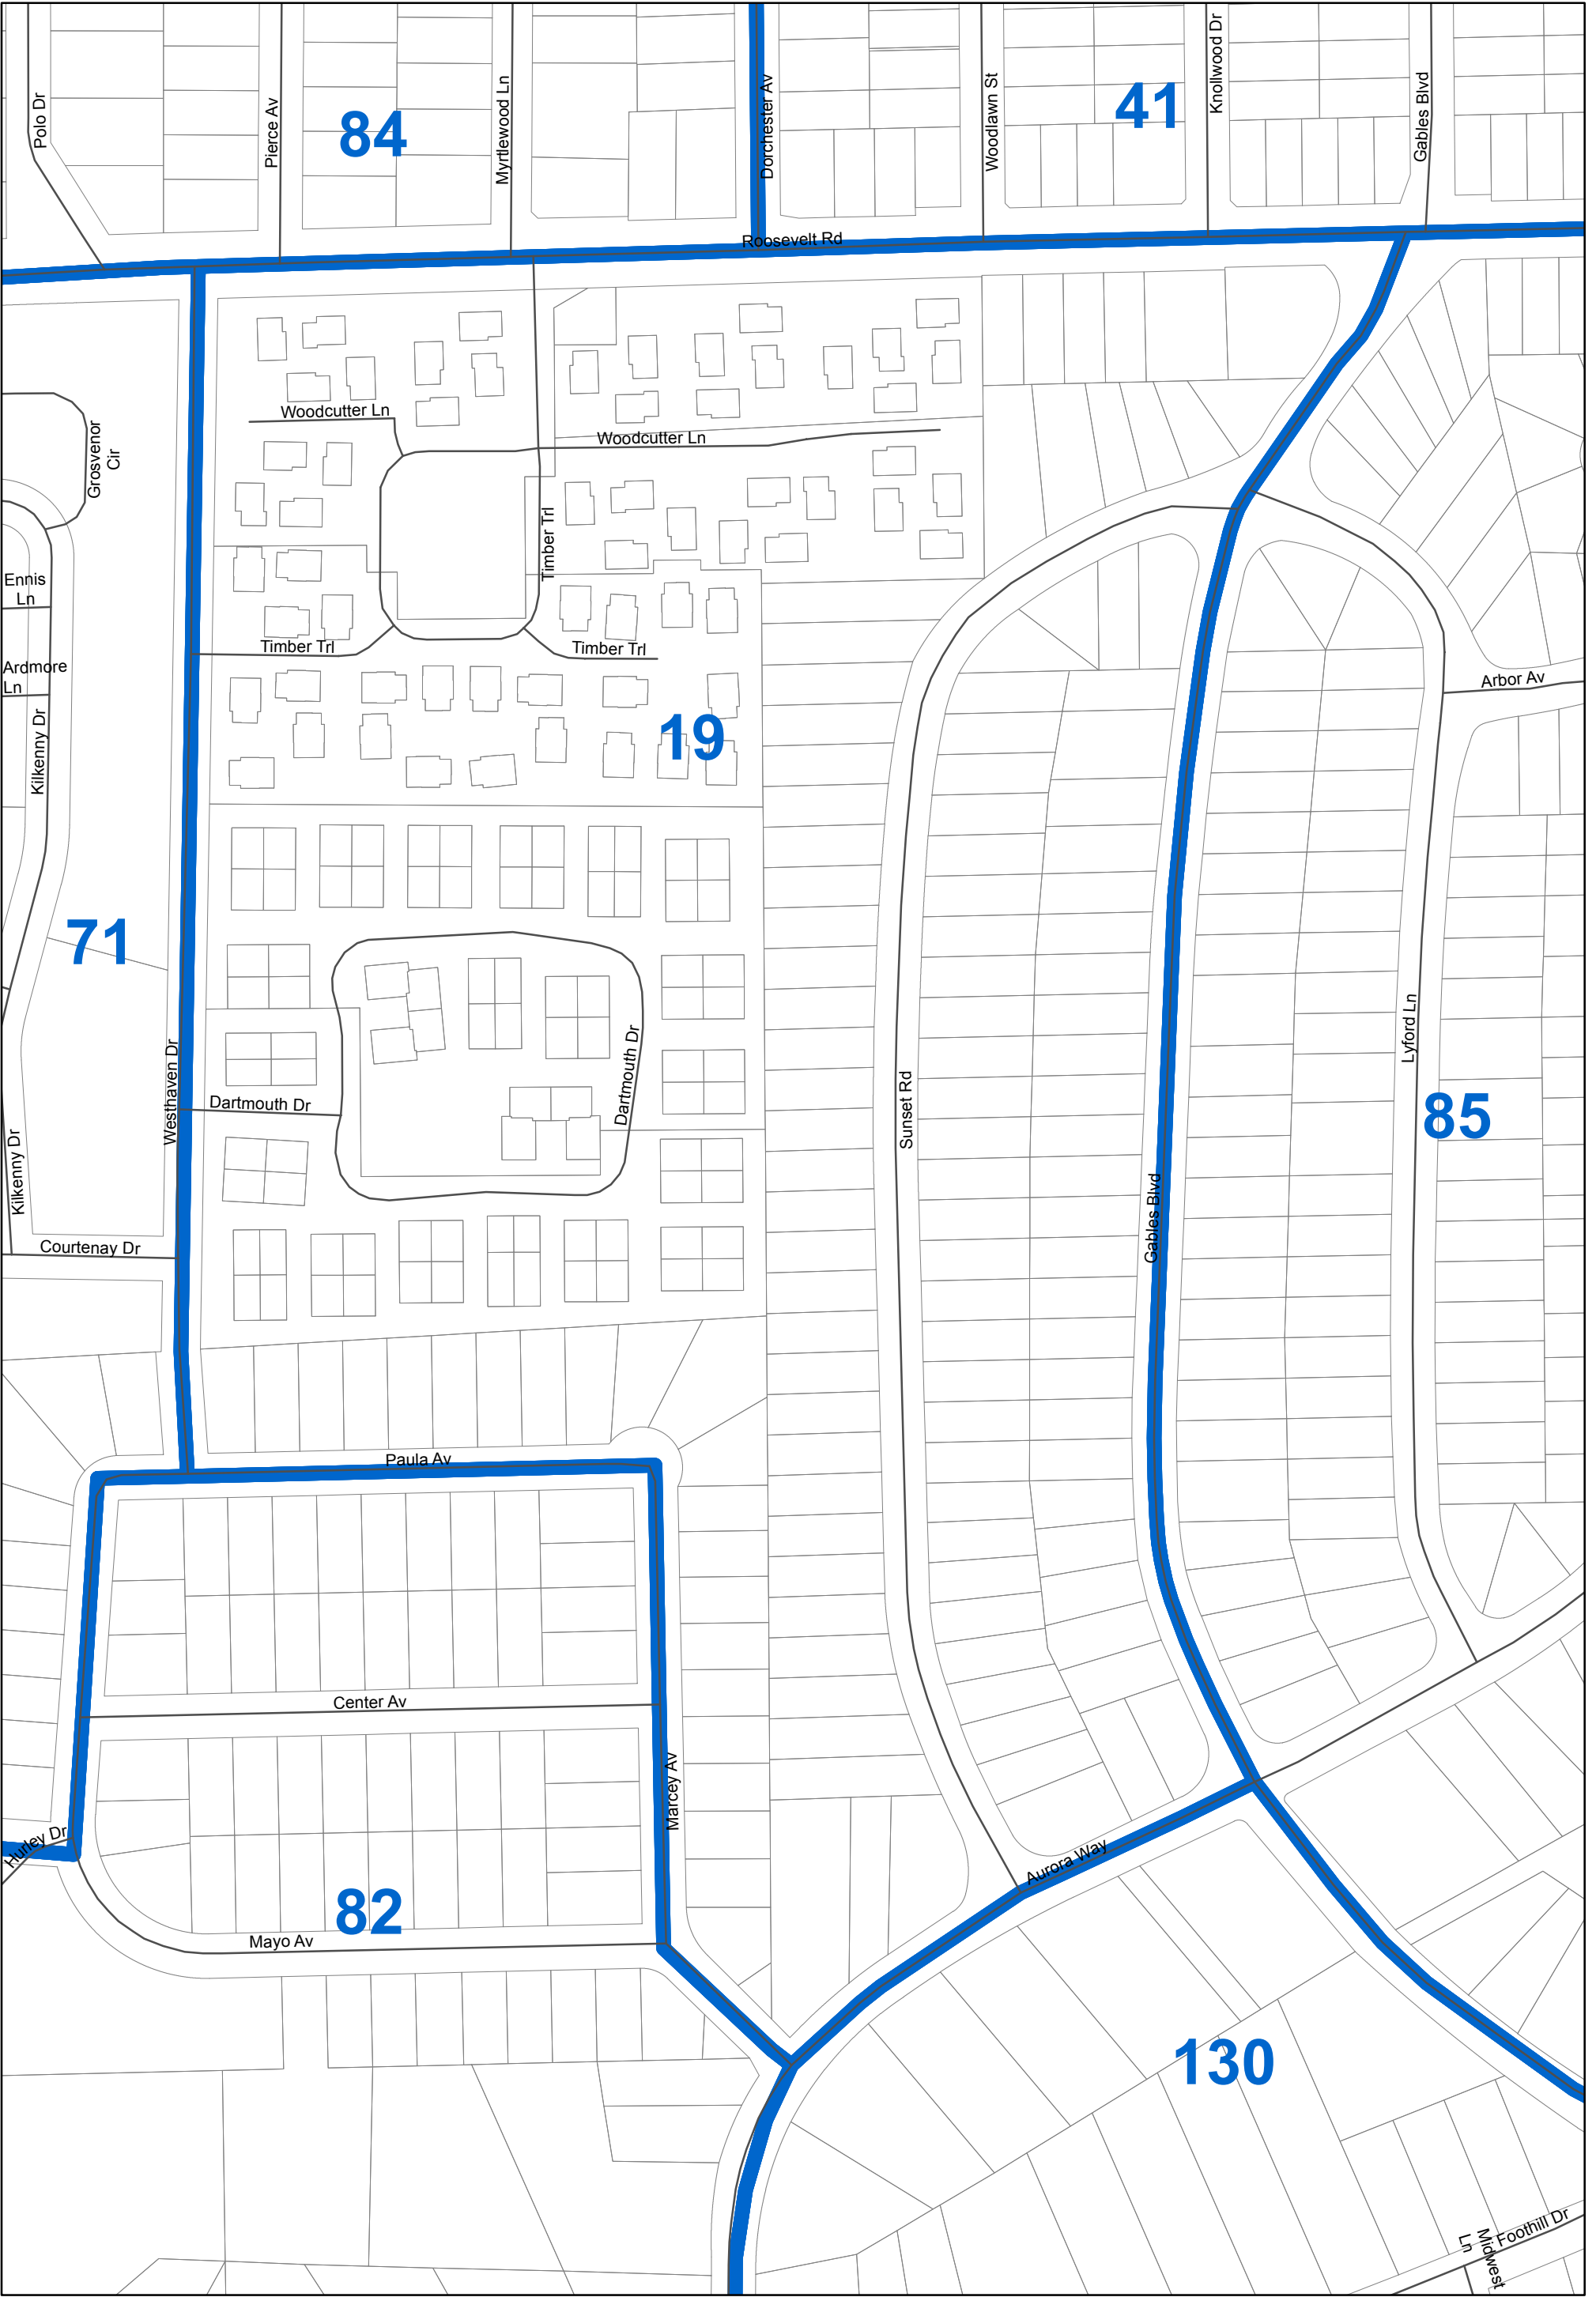 Polo Dr
Pierce Av
84
Myrtlewood Ln
Dorchester Av
Woodlawn St
41
Knollwood Dr
Gables Blvd
Roosevelt Rd
Woodcutter Ln
Woodcutter Ln
Grosvenor
Cir
Timber Trl
Ennis
Ln
Timber Trl
Timber Trl
Ardmore
Ln
Arbor Av
Kilkenny Dr
19
71
Lyford Ln
Westhaven Dr
Dartmouth Dr
Dartmouth Dr
Sunset Rd
85
Kilkenny Dr
Gables Blvd
Courtenay Dr
Paula Av
Center Av
Marcey Av
Hurley Dr
Aurora Way
82
Mayo Av
130
Foothill Dr
Midwest
Ln